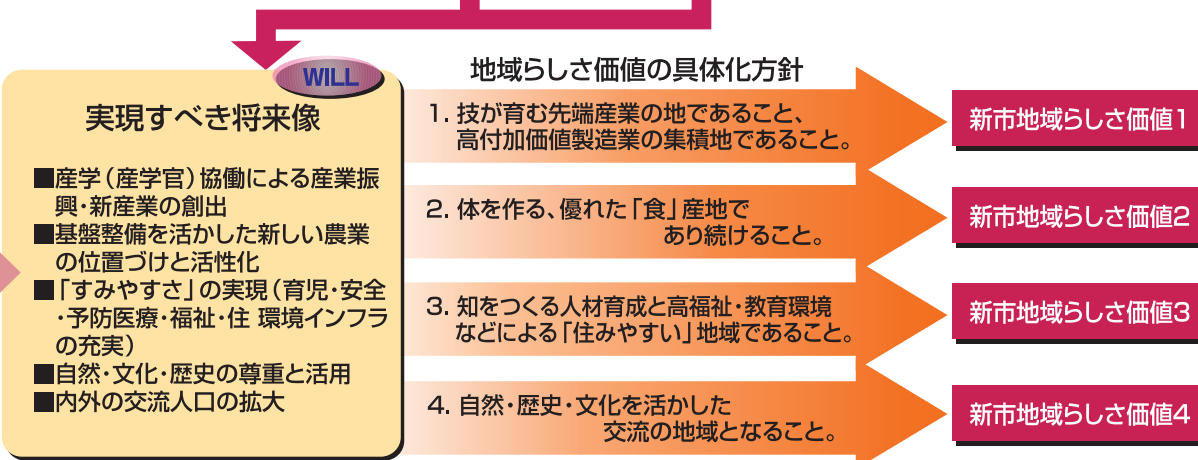 WILL
実現すべき将来像
■産学（産学官）協働による産業振
興・新産業の創出
■基盤整備を活かした新しい農業
の位置づけと活性化
■「すみやすさ」の実現（育児・安全
・予防医療・福祉・住 環境インフラ
の充実）
■自然・文化・歴史の尊重と活用
■内外の交流人口の拡大
地域らしさ価値の具体化方針
1. 技が育む先端産業の地であること、
高付加価値製造業の集積地であること。
2. 体を作る、優れた「食」産地で
あり続けること。
3. 知をつくる人材育成と高福祉・教育環境
などによる「住みやすい」地域であること。
4. 自然・歴史・文化を活かした
交流の地域となること。
新市地域らしさ価値1
新市地域らしさ価値2
新市地域らしさ価値3
新市地域らしさ価値4